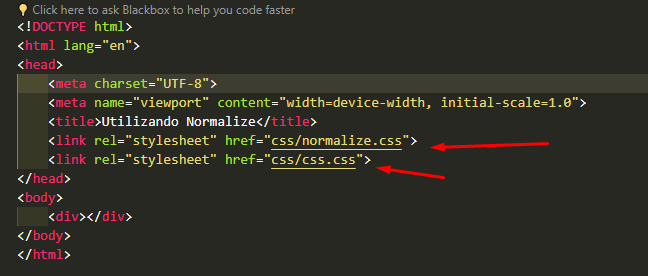 Click here to ask Blackbox to help you code faster
<!DOCTYPE html>
<html lang="en">
<head>
<meta charset="UTF-8">
<meta name="viewport" content="width=device-width, initial-scale=1.0">
<title>Utilizando Normalize</title>
<link rel="stylesheet" href="css/normalize.css">
<link rel="stylesheet" href="css/css.css">
</head>
<body>
<div></div>
</body>
</html>